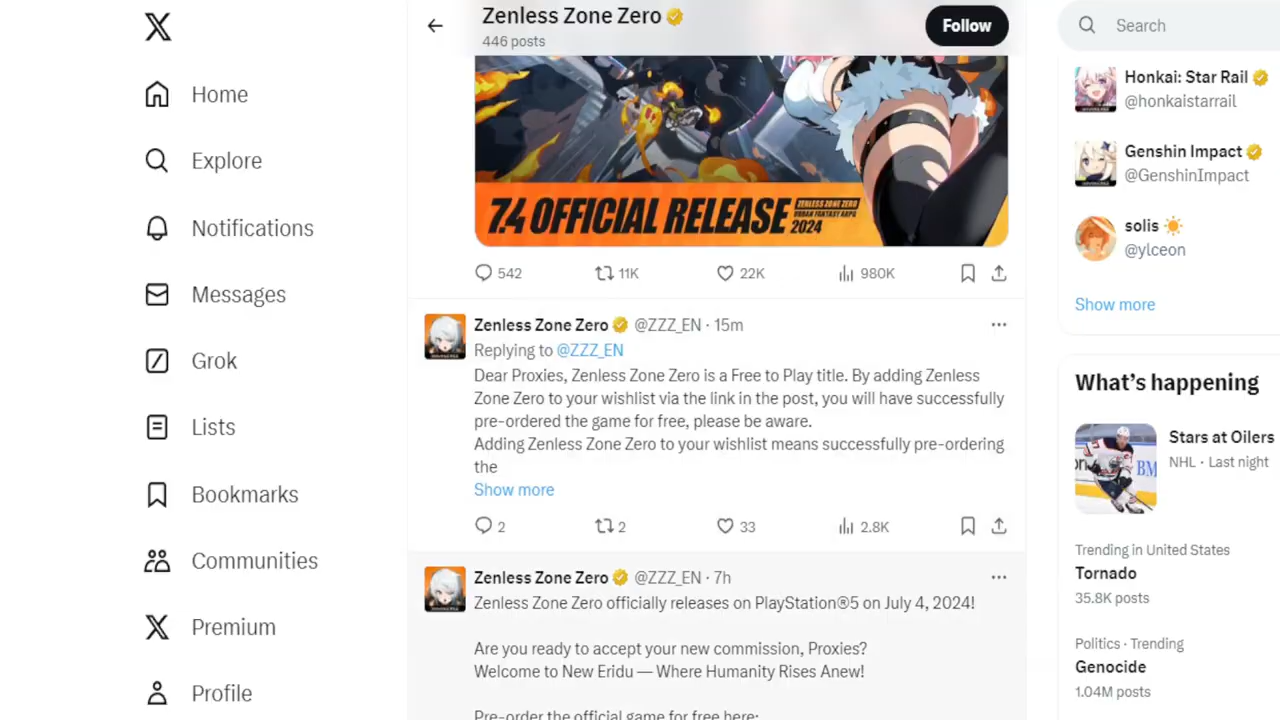 Home
Explore
Notifications
Messages
Grok
Lists
Bookmarks
Communities
Premium
Profile
Zenless Zone Zero
446 posts
Follow
7.4 OFFICIAL RELEASE
ZENLESS ZONE ZERO
URBAN FANTASY ARPG
2024
542 11K 22K 980K
Zenless Zone Zero @ZZZ_EN · 15m
Replying to @ZZZ_EN
Dear Proxies, Zenless Zone Zero is a Free to Play title. By adding Zenless
Zone Zero to your wishlist via the link in the post, you will have successfully
pre-ordered the game for free, please be aware.
Adding Zenless Zone Zero to your wishlist means successfully pre-ordering
the
Show more
2 2 33 2.8K
Zenless Zone Zero @ZZZ_EN · 7h
Zenless Zone Zero officially releases on PlayStation®5 on July 4, 2024!
Are you ready to accept your new commission, Proxies?
Welcome to New Eridu — Where Humanity Rises Anew!
Pre-order the official game for free here:
Search
Honkai: Star Rail
@honkaistarrail
Genshin Impact
@GenshinImpact
solis
@ylceon
Show more
What's happening
Stars at Oilers
NHL · Last night
Trending in United States
Tornado
35.8K posts
Politics · Trending
Genocide
1.04M posts